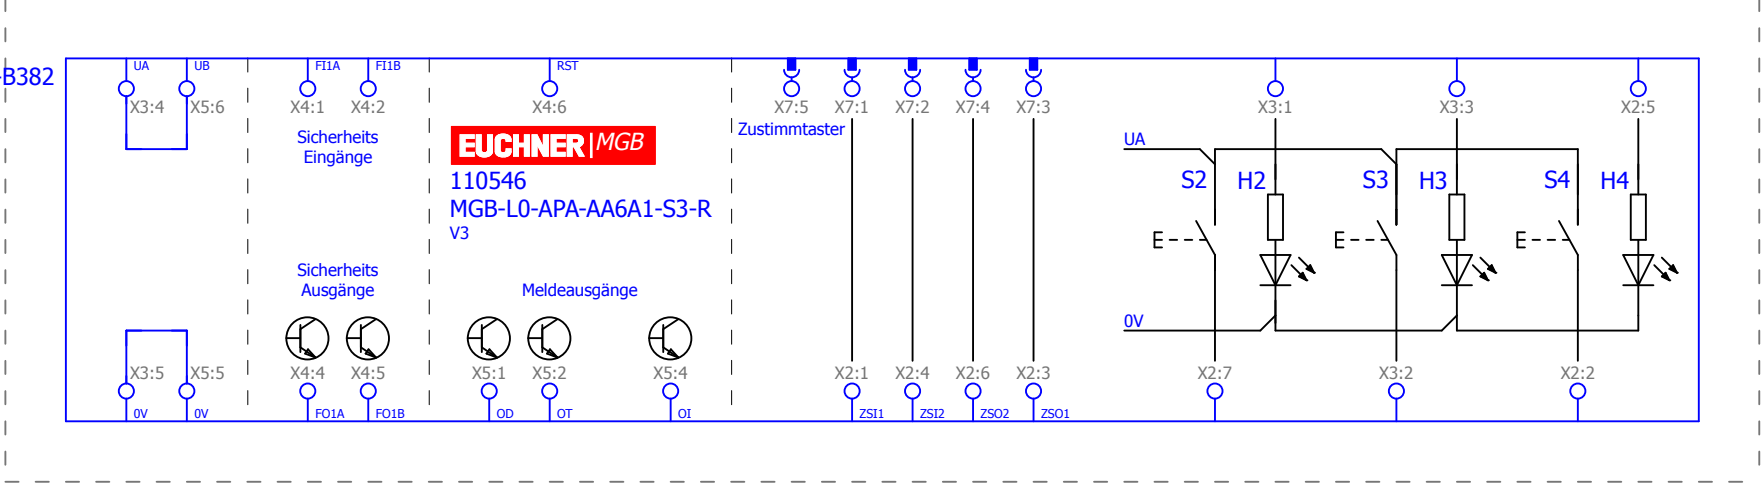 -B382
UA UB FI1A FI1B RST
X3:4 X5:6 X4:1 X4:2 X4:6 X7:5 X7:1 X7:2 X7:4 X7:3 X3:1 X3:3 X2:5
Sicherheits
Eingänge
EUCHNER MGB
Zustimmtaster
110546
MGB-L0-APA-AA6A1-S3-R
V3
UA
S2 H2 S3 H3 S4 H4
E E E
Sicherheits
Ausgänge
Meldeausgänge
0V
X3:5 X5:5 X4:4 X4:5 X5:1 X5:2 X5:4 X2:1 X2:4 X2:6 X2:3 X2:7 X3:2 X2:2
0V 0V FO1A FO1B OD OT OI ZSI1 ZSI2 ZSO2 ZSO1